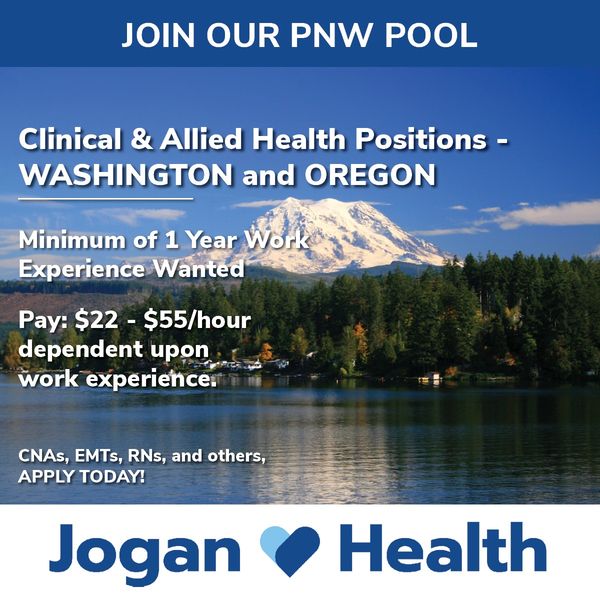 JOIN OUR PNW POOL
Clinical & Allied Health Positions -
WASHINGTON and OREGON
Minimum of 1 Year Work
Experience Wanted
Pay: $22 - $55/hour
dependent upon
work experience.
CNAs, EMTs, RNs, and others,
APPLY TODAY!
Jogan Health